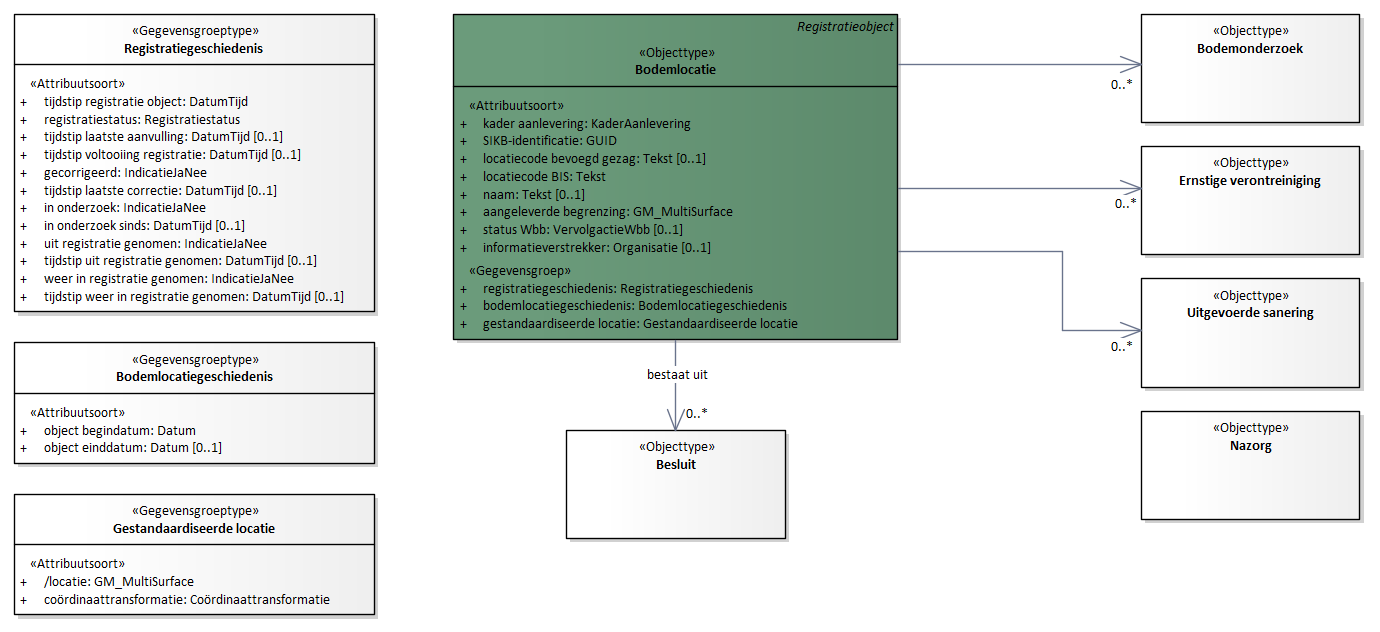 «Gegevensgroeptype»
Registratiegeschiedenis
«Attribuutsoort»
+ tijdstip registratie object: DatumTijd
+ registratiestatus: Registratiestatus
+ tijdstip laatste aanvulling: DatumTijd [0..1]
+ tijdstip voltooiing registratie: DatumTijd [0..1]
+ gecorrigeerd: IndicatieJaNee
+ tijdstip laatste correctie: DatumTijd [0..1]
+ in onderzoek: IndicatieJaNee
+ in onderzoek sinds: DatumTijd [0..1]
+ uit registratie genomen: IndicatieJaNee
+ tijdstip uit registratie genomen: DatumTijd [0..1]
+ weer in registratie genomen: IndicatieJaNee
+ tijdstip weer in registratie genomen: DatumTijd [0..1]
«Gegevensgroeptype»
Bodemlocatiegeschiedenis
«Attribuutsoort»
+ object begindatum: Datum
+ object einddatum: Datum [0..1]
«Gegevensgroeptype»
Gestandaardiseerde locatie
«Attribuutsoort»
+ /locatie: GM_MultiSurface
+ coördinaattransformatie: Coördinaattransformatie
Registratieobject
«Objecttype»
Bodemlocatie
«Attribuutsoort»
+ kader aanlevering: KaderAanlevering
+ SIKB-identificatie: GUID
+ locatiecode bevoegd gezag: Tekst [0..1]
+ locatiecode BIS: Tekst
+ naam: Tekst [0..1]
+ aangeleverde begrenzing: GM_MultiSurface
+ status Wbb: VervolgactieWbb [0..1]
+ informatieverstrekker: Organisatie [0..1]
«Gegevensgroep»
+ registratiegeschiedenis: Registratiegeschiedenis
+ bodemlocatiegeschiedenis: Bodemlocatiegeschiedenis
+ gestandaardiseerde locatie: Gestandaardiseerde locatie
bestaat uit
0..*
«Objecttype»
Besluit
0..*
«Objecttype»
Bodemonderzoek
0..*
«Objecttype»
Ernstige verontreiniging
0..*
«Objecttype»
Uitgevoerde sanering
«Objecttype»
Nazorg